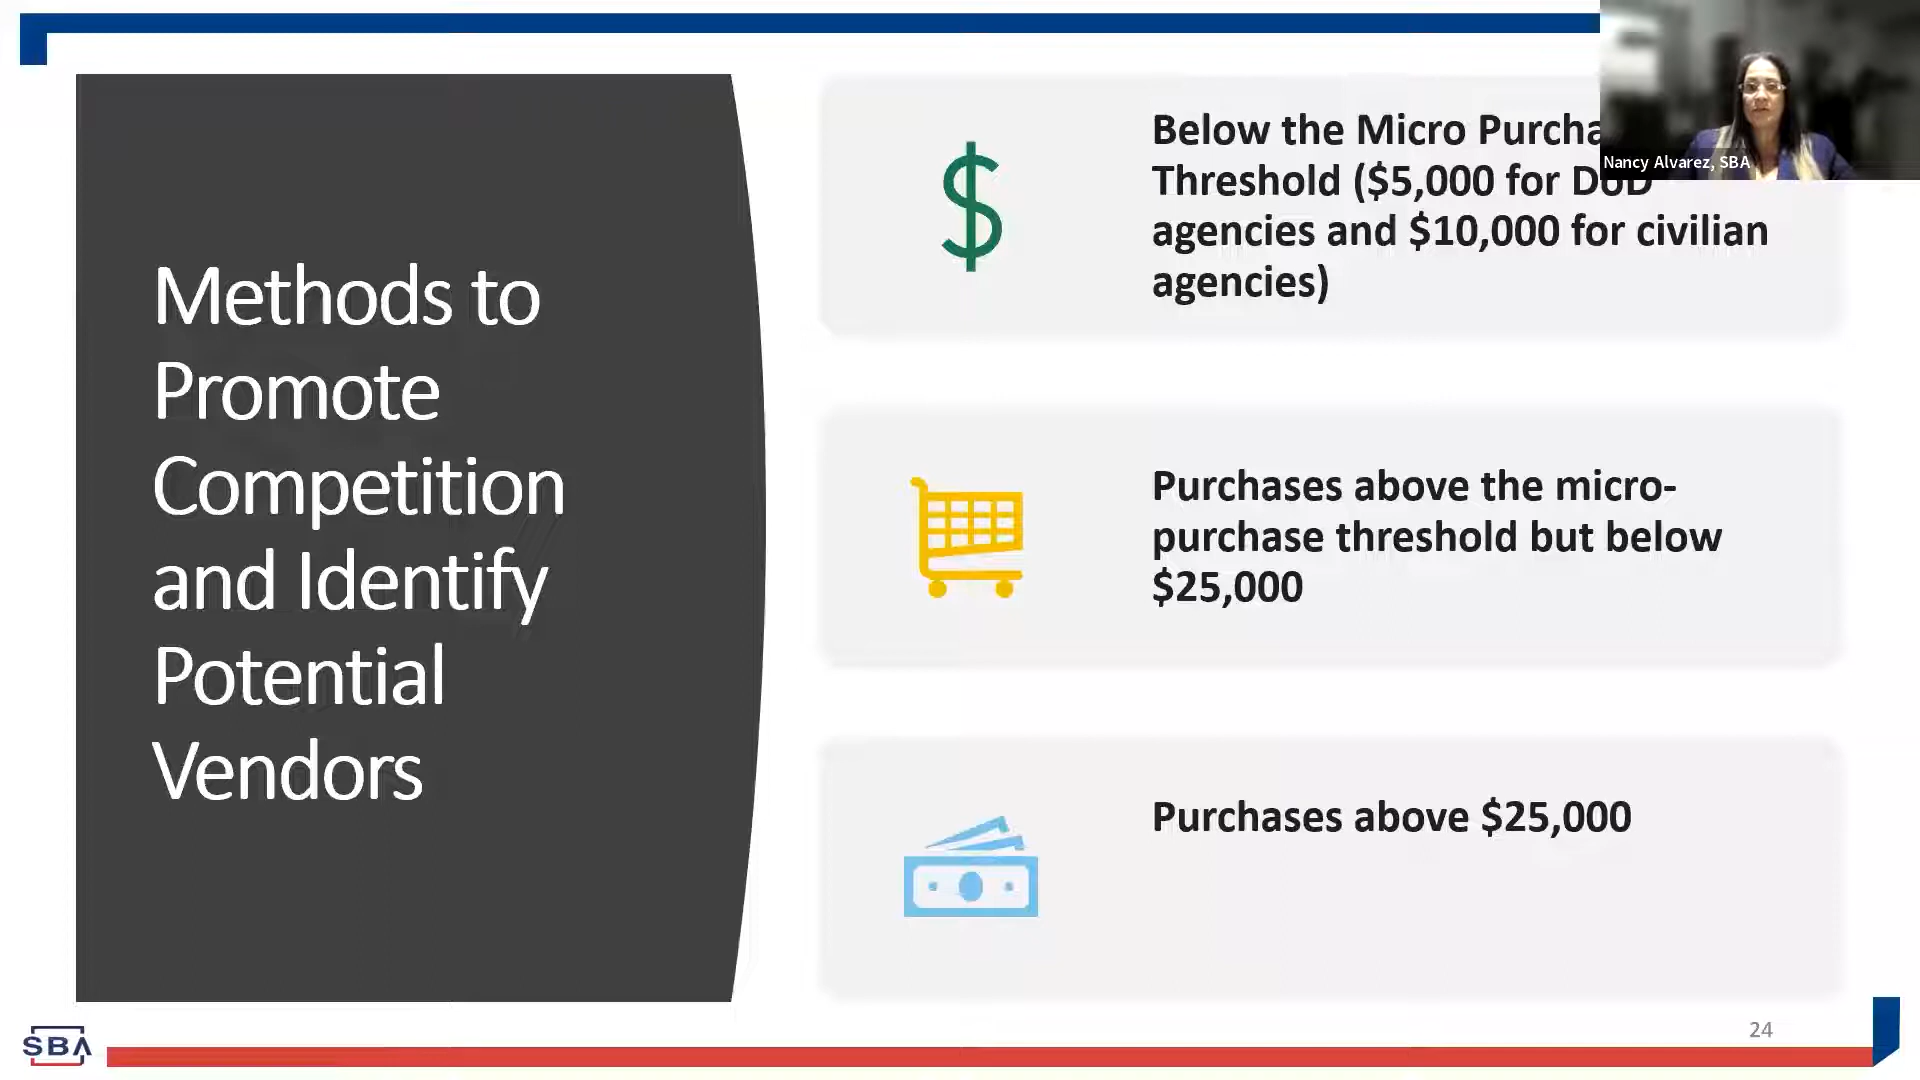 Methods to
Promote
Competition
and Identify
Potential
Vendors
Below the Micro Purcha
Threshold ($5,000 for DoD
agencies and $10,000 for civilian
agencies)
Nancy Alvarez, SBA
Purchases above the micro-
purchase threshold but below
$25,000
Purchases above $25,000
24
SBA